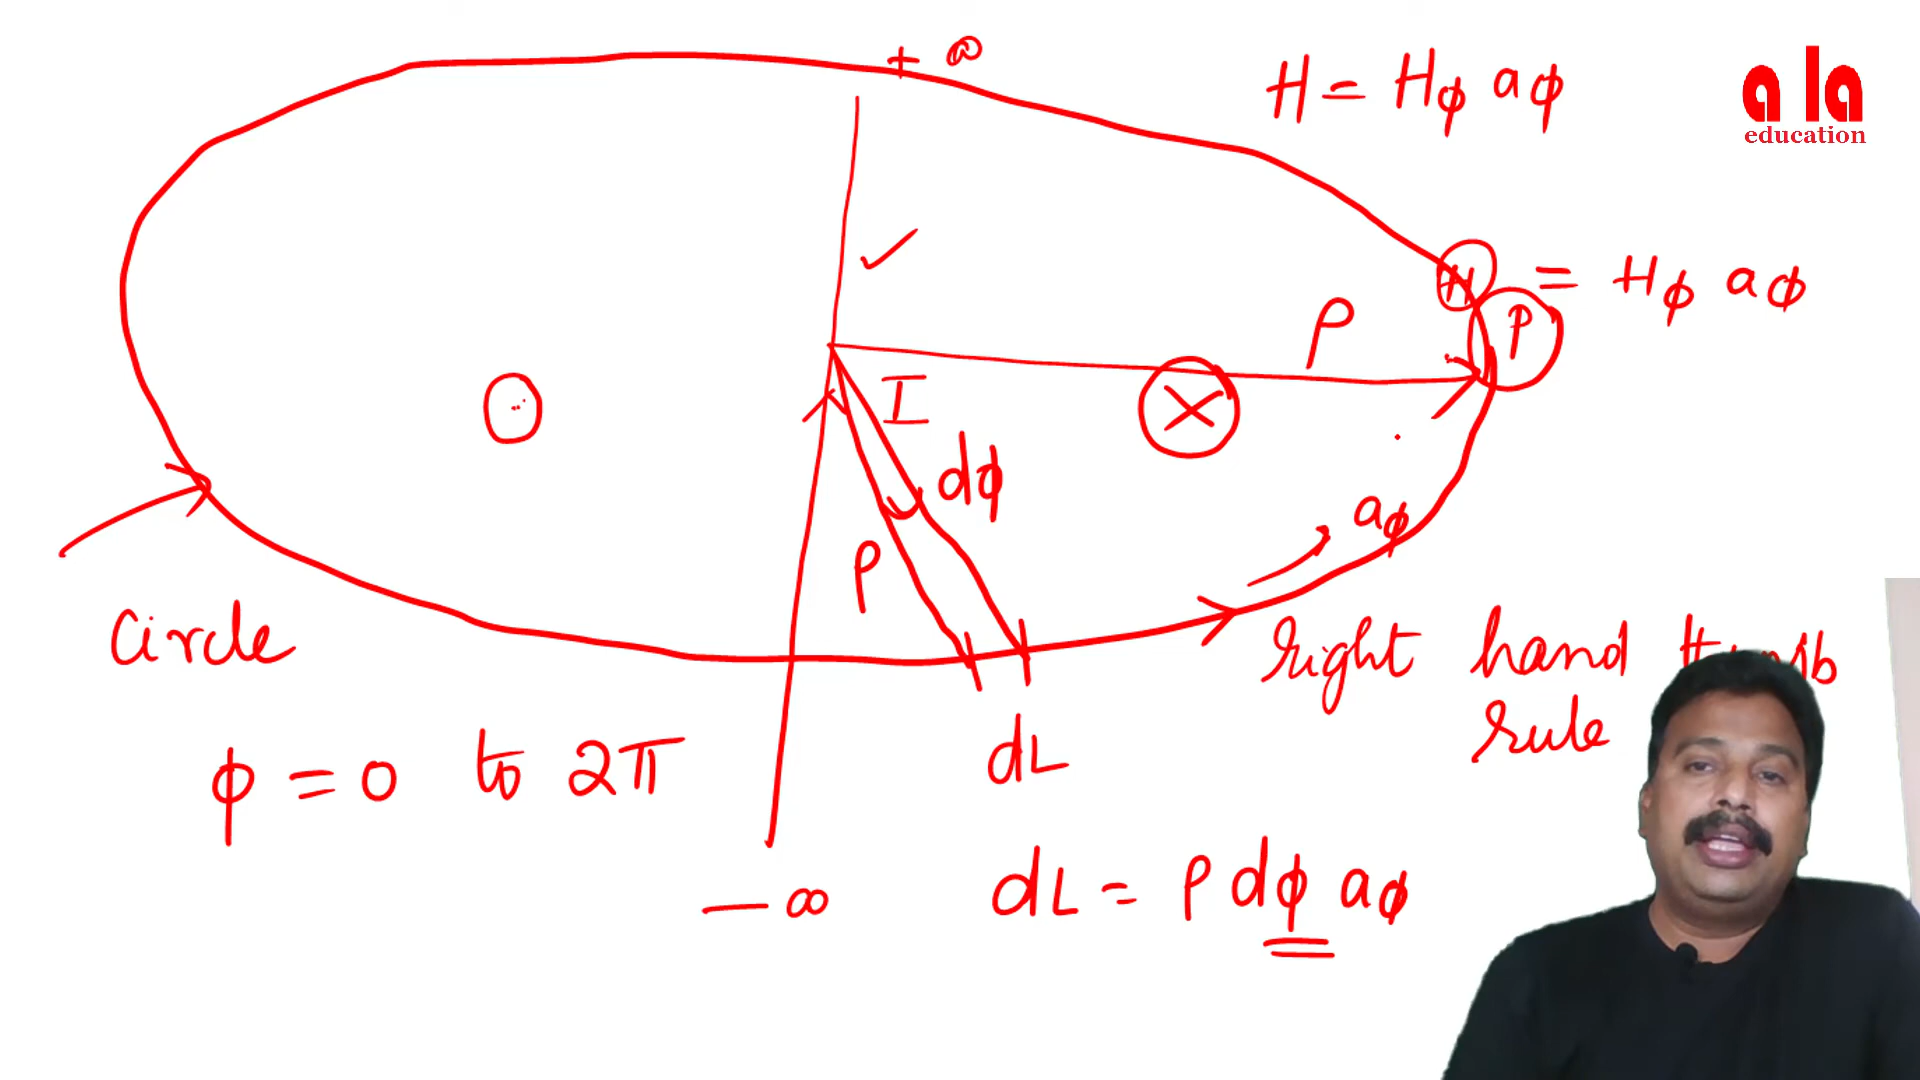 + ∞
H = Hϕ aϕ
a la
education
H = Hϕ aϕ
P
ρ
I
dϕ
aϕ
ρ
circle
right hand
rule
ϕ = 0 to 2π
dL
− ∞
dL = ρ dϕ aϕ